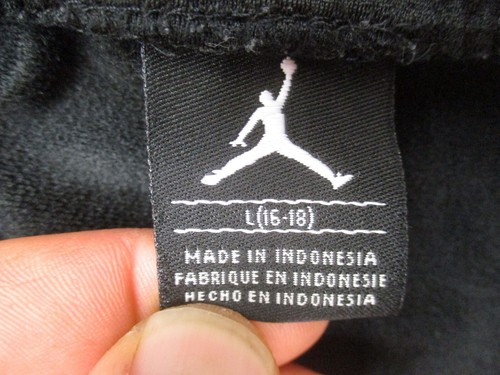 L(16-18)
MADE IN INDONESIA
FABRIQUE EN INDONESIE
HECHO EN INDONESIA